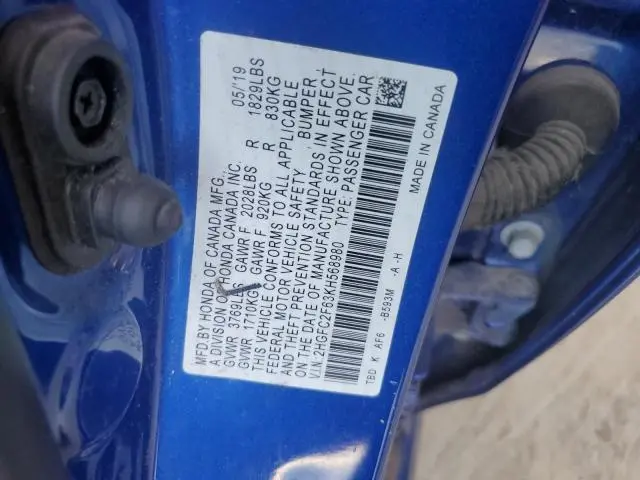 MFD BY HONDA OF CANADA MFG.,
A DIVISION OF HONDA CANADA INC. 05/19
GVWR 3769LBS GAWR F 2028LBS R 1829LBS
GVWR 1710KG GAWR F 920KG R 830KG
THIS VEHICLE CONFORMS TO ALL APPLICABLE
FEDERAL MOTOR VEHICLE SAFETY, BUMPER,
AND THEFT PREVENTION STANDARDS IN EFFECT
ON THE DATE OF MANUFACTURE SHOWN ABOVE.
V.I.N.:2HGFC2F63KH568980 TYPE: PASSENGER CAR
TBD K AF6 -B593M -A -H MADE IN CANADA